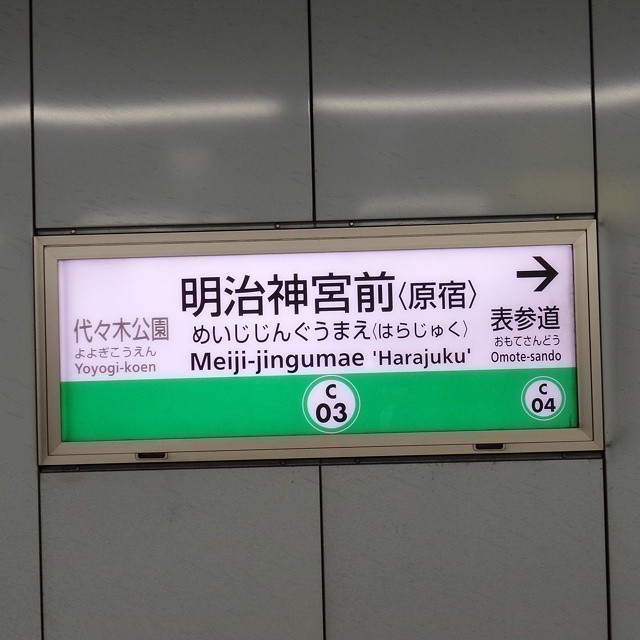 明治神宮前〈原宿〉
めいじじんぐうまえ〈はらじゅく〉
Meiji-jingumae 'Harajuku'
C
03
代々木公園
よよぎこうえん
Yoyogi-koen
→
表参道
おもてさんどう
Omote-sando
C
04